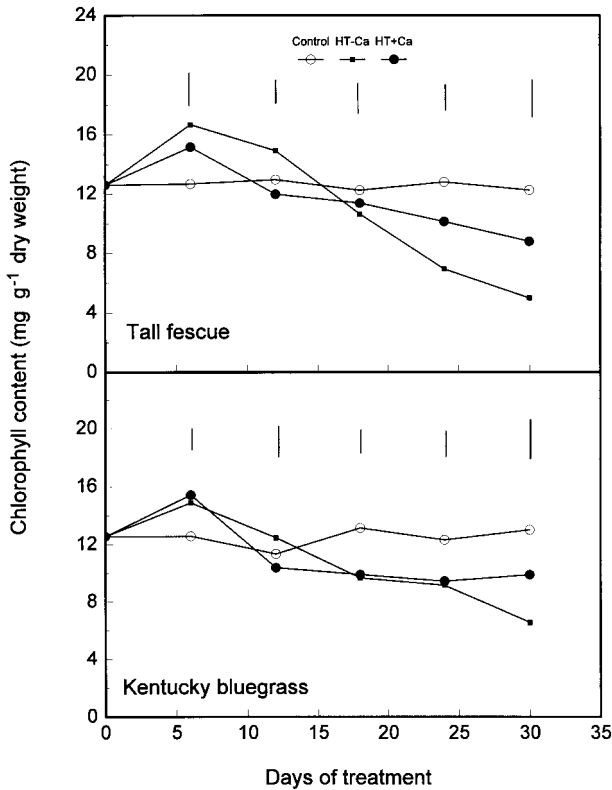 24
20
16
12
8
4
0
Control HT-Ca HT+Ca
Tall fescue
20
16
12
8
4
0
Kentucky bluegrass
0 5 10 15 20 25 30 35
Days of treatment
Chlorophyll content (mg g⁻¹ dry weight)